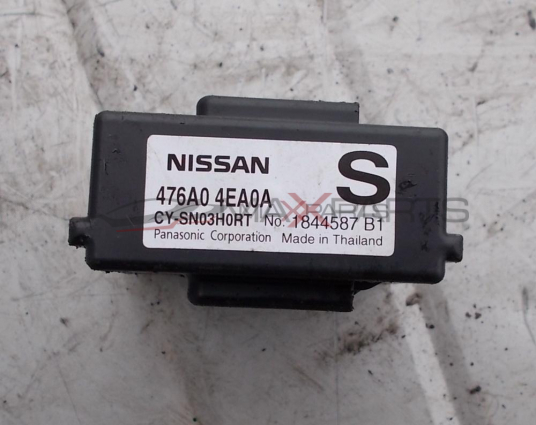 NISSAN
S
476A0 4EA0A
CY-SN03H0RT No. 1844587 B1
Panasonic Corporation Made in Thailand